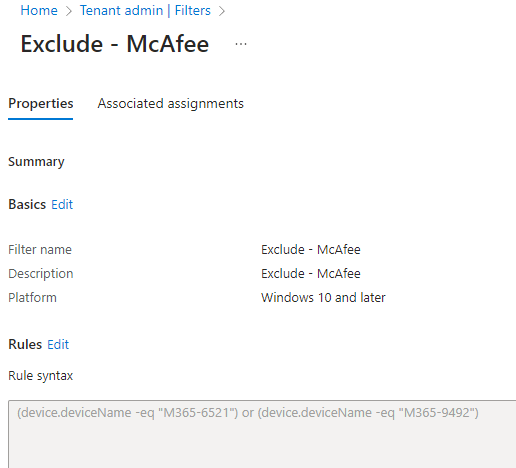 Home > Tenant admin | Filters >
Exclude - McAfee ...
Properties Associated assignments
Summary
Basics Edit
Filter name Exclude - McAfee
Description Exclude - McAfee
Platform Windows 10 and later
Rules Edit
Rule syntax
(device.deviceName -eq "M365-6521") or (device.deviceName -eq "M365-9492")